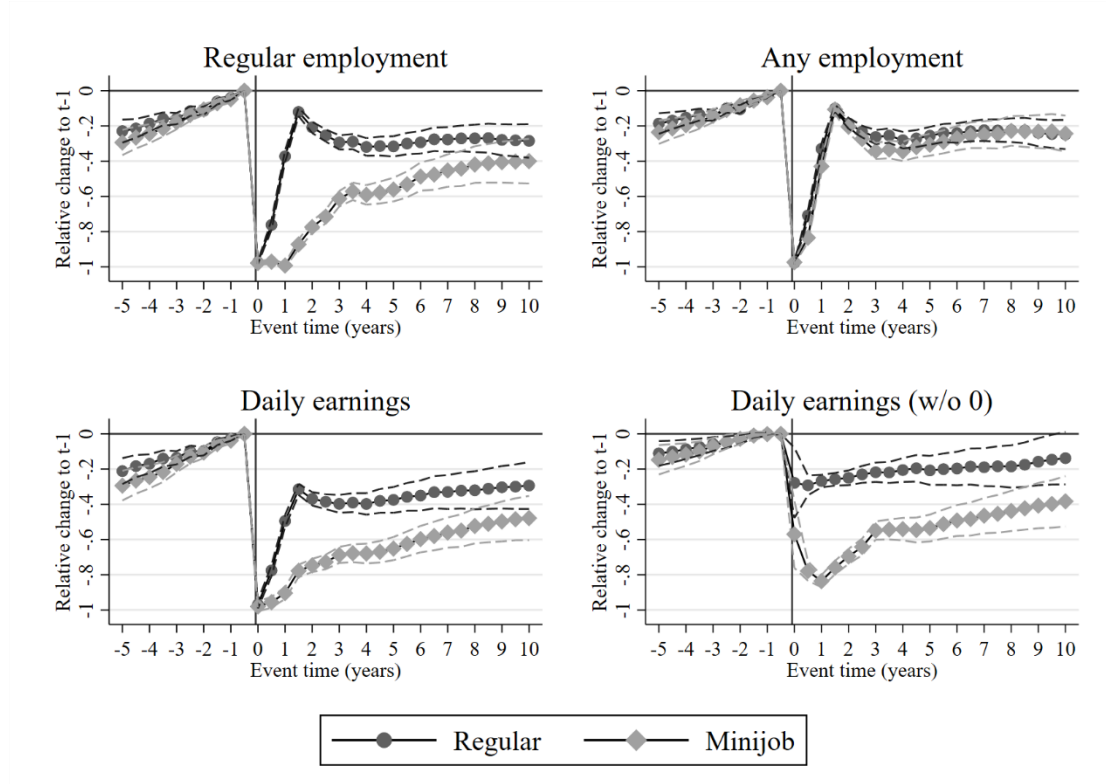 Regular employment
Relative change to t-1
0
-.2
-.4
-.6
-.8
-1
-5 -4 -3 -2 -1 0 1 2 3 4 5 6 7 8 9 10
Event time (years)
Any employment
Relative change to t-1
0
-.2
-.4
-.6
-.8
-1
-5 -4 -3 -2 -1 0 1 2 3 4 5 6 7 8 9 10
Event time (years)
Daily earnings
Relative change to t-1
0
-.2
-.4
-.6
-.8
-1
-5 -4 -3 -2 -1 0 1 2 3 4 5 6 7 8 9 10
Event time (years)
Daily earnings (w/o 0)
Relative change to t-1
0
-.2
-.4
-.6
-.8
-1
-5 -4 -3 -2 -1 0 1 2 3 4 5 6 7 8 9 10
Event time (years)
Regular Minijob